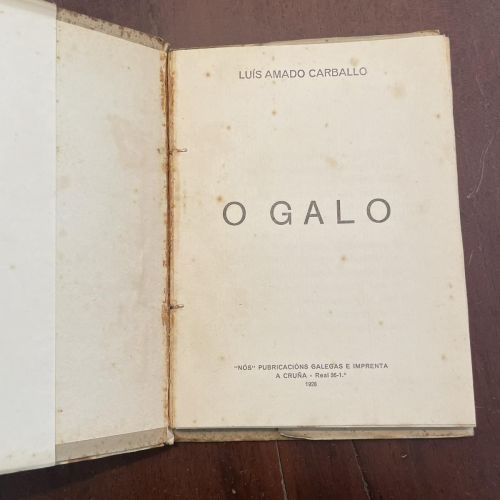 LUÍS AMADO CARBALLO
O GALO
"NÓS" PUBRICACIÓNS GALEGAS E IMPRENTA
A CRUÑA - Real 36-1.º
1928